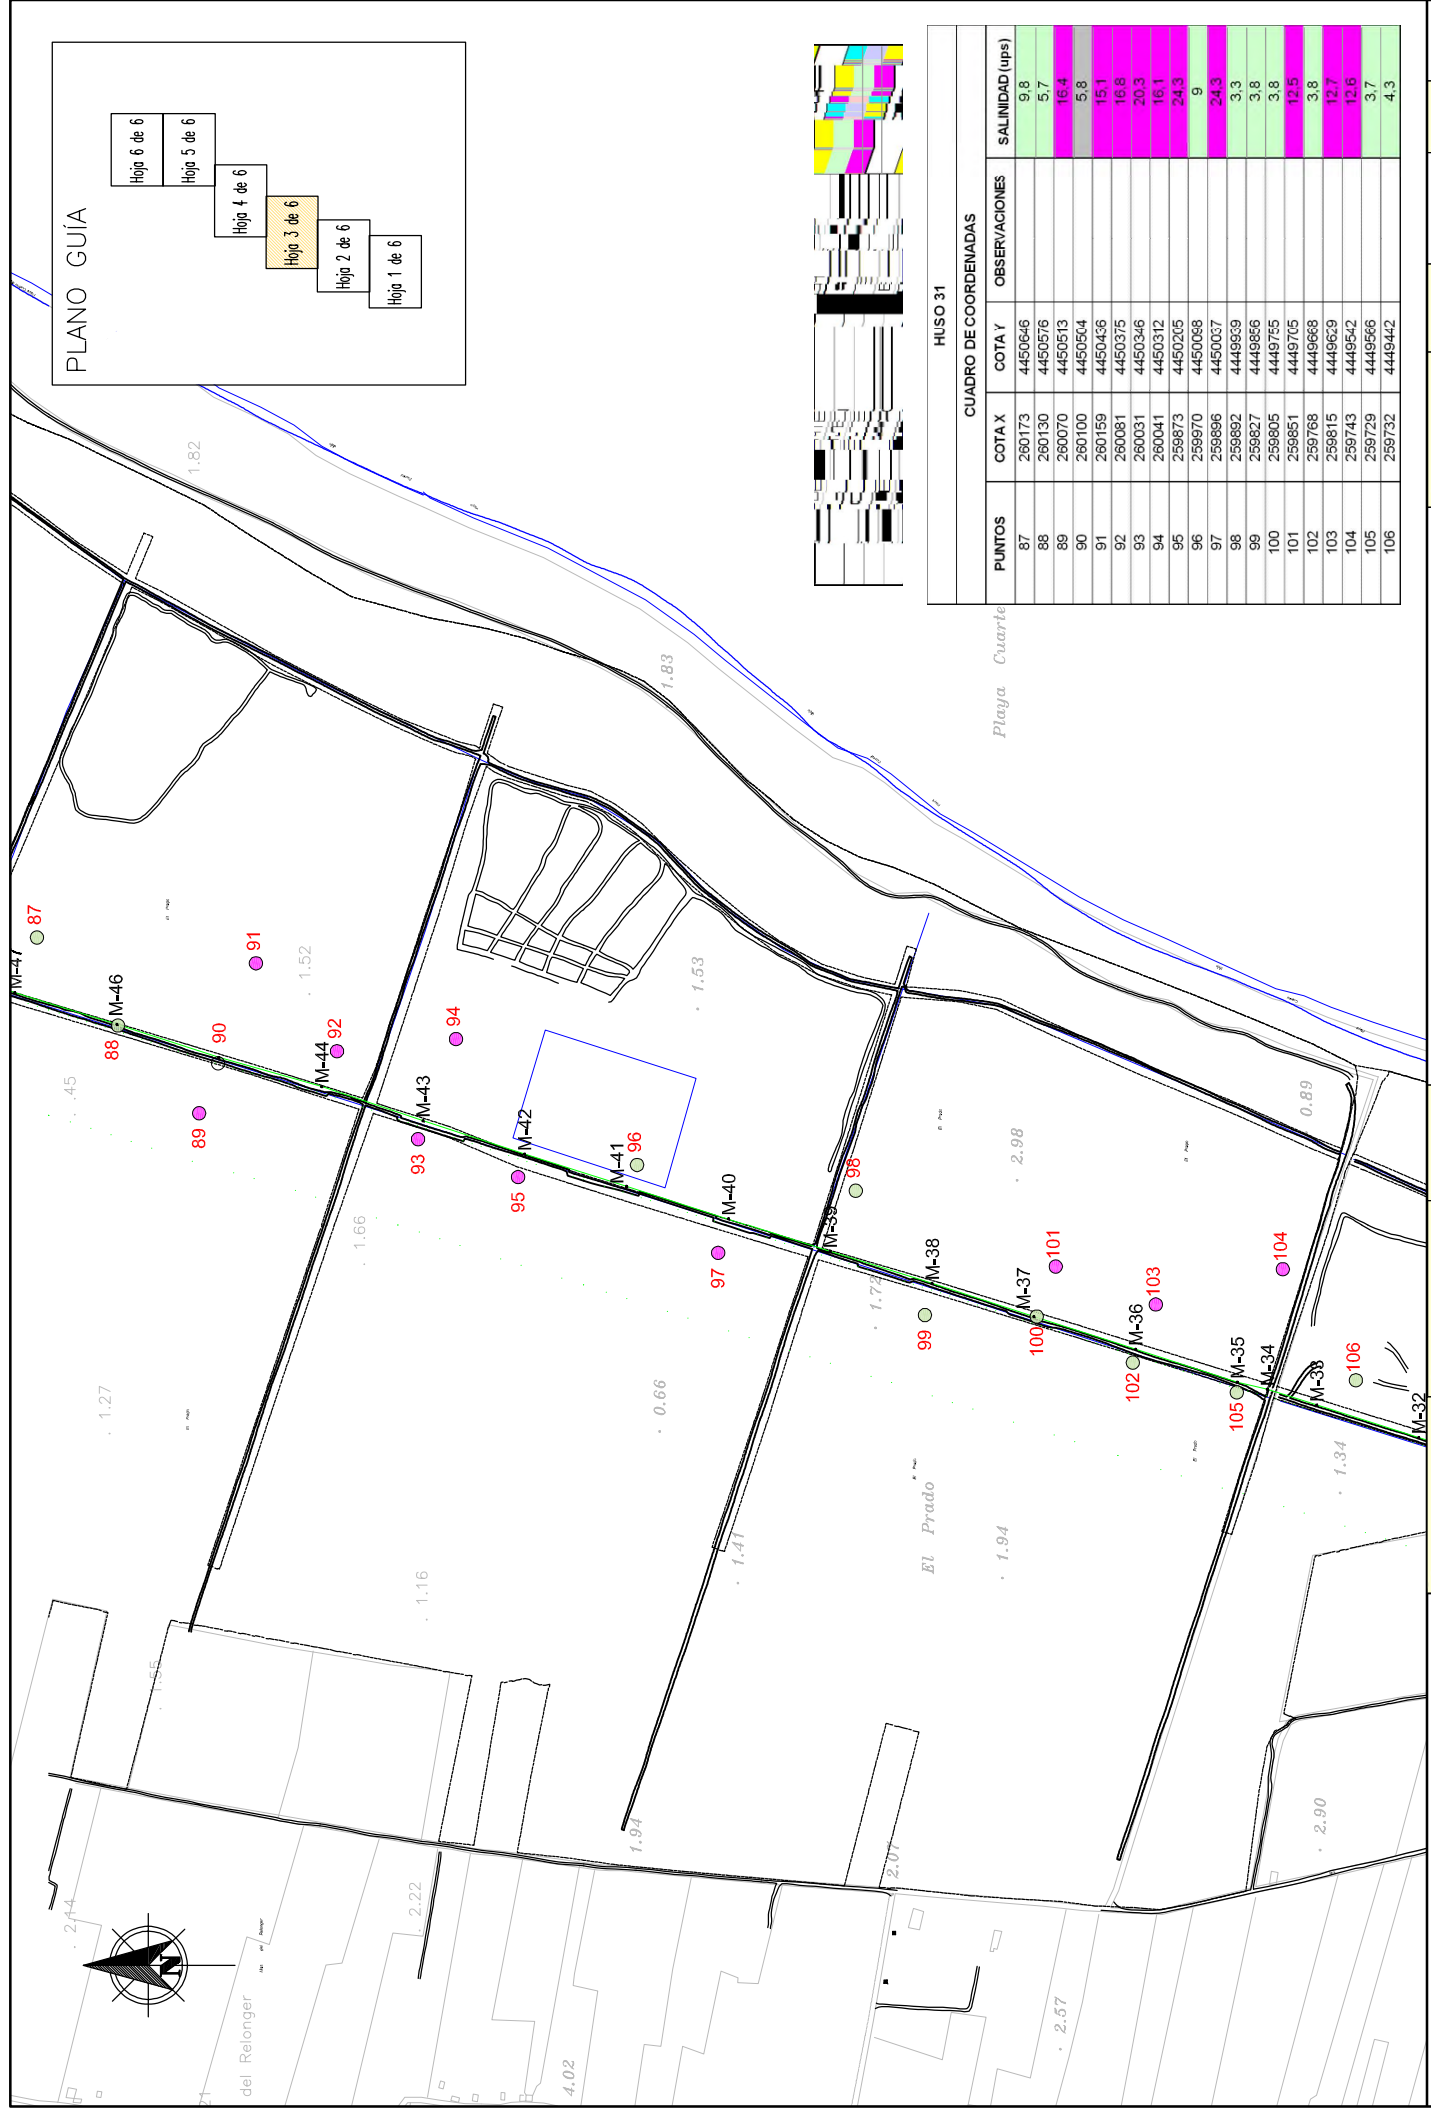 PLANO GUÍA
Hoja 6 de 6
Hoja 5 de 6
Hoja 4 de 6
Hoja 3 de 6
Hoja 2 de 6
Hoja 1 de 6
HUSO 31
CUADRO DE COORDENADAS
PUNTOS COTA X COTA Y OBSERVACIONES SALINIDAD (ups)
87 260173 4450646 9,8
88 260130 4450576 5,7
89 260070 4450513 16,4
90 260100 4450504 5,8
91 260159 4450436 15,1
92 260081 4450375 16,8
93 260031 4450346 20,3
94 260041 4450312 16,1
95 259873 4450205 24,3
96 259970 4450098 9
97 259896 4450037 24,3
98 259892 4449939 3,3
99 259827 4449856 3,8
100 259805 4449755 3,8
101 259851 4449705 12,5
102 259768 4449668 3,8
103 259815 4449629 12,7
104 259743 4449542 12,6
105 259729 4449566 3,7
106 259732 4449442 4,3
Playa Cuarte
1.82
1.83
87
M-47
91
1.52
M-46
88
90
92
M-44
94
1.53
.45
89
M-43
93
M-42
95
M-41
96
M-40
97
98
M-39
2.98
0.89
1.66
1.72
M-38
99
M-37
100
101
103
104
M-36
102
M-35
105
M-34
M-33
106
M-32
1.27
0.66
1.34
El Prado
1.41
1.94
1.16
1.55
1.94
2.07
2.90
2.14
2.22
N
del Relonger
4.02
2.57